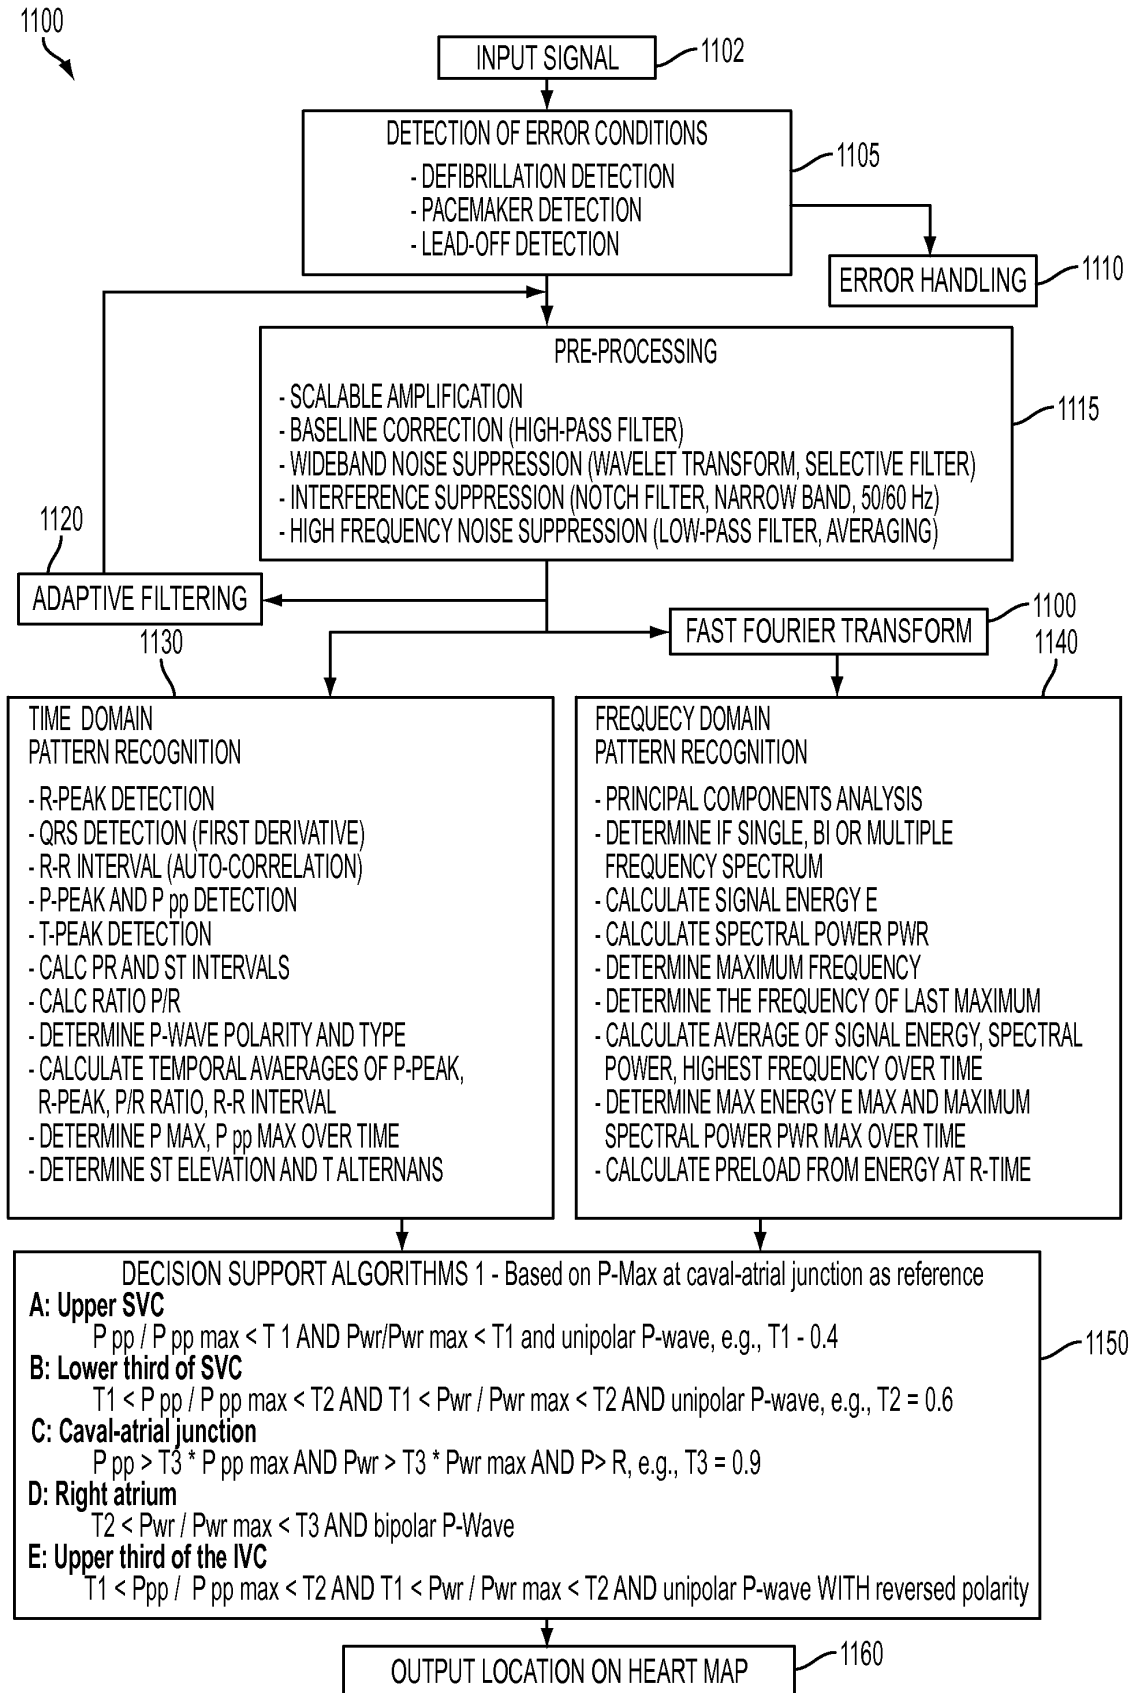 1100
INPUT SIGNAL
1102
DETECTION OF ERROR CONDITIONS
- DEFIBRILLATION DETECTION
- PACEMAKER DETECTION
- LEAD-OFF DETECTION
1105
ERROR HANDLING
1110
PRE-PROCESSING
- SCALABLE AMPLIFICATION
- BASELINE CORRECTION (HIGH-PASS FILTER)
- WIDEBAND NOISE SUPPRESSION (WAVELET TRANSFORM, SELECTIVE FILTER)
- INTERFERENCE SUPPRESSION (NOTCH FILTER, NARROW BAND, 50/60 Hz)
- HIGH FREQUENCY NOISE SUPPRESSION (LOW-PASS FILTER, AVERAGING)
1115
1120
ADAPTIVE FILTERING
FAST FOURIER TRANSFORM
1100
1130
TIME DOMAIN
PATTERN RECOGNITION
- R-PEAK DETECTION
- QRS DETECTION (FIRST DERIVATIVE)
- R-R INTERVAL (AUTO-CORRELATION)
- P-PEAK AND P pp DETECTION
- T-PEAK DETECTION
- CALC PR AND ST INTERVALS
- CALC RATIO P/R
- DETERMINE P-WAVE POLARITY AND TYPE
- CALCULATE TEMPORAL AVAERAGES OF P-PEAK,
R-PEAK, P/R RATIO, R-R INTERVAL
- DETERMINE P MAX, P pp MAX OVER TIME
- DETERMINE ST ELEVATION AND T ALTERNANS
1140
FREQUECY DOMAIN
PATTERN RECOGNITION
- PRINCIPAL COMPONENTS ANALYSIS
- DETERMINE IF SINGLE, BI OR MULTIPLE
FREQUENCY SPECTRUM
- CALCULATE SIGNAL ENERGY E
- CALCULATE SPECTRAL POWER PWR
- DETERMINE MAXIMUM FREQUENCY
- DETERMINE THE FREQUENCY OF LAST MAXIMUM
- CALCULATE AVERAGE OF SIGNAL ENERGY, SPECTRAL
POWER, HIGHEST FREQUENCY OVER TIME
- DETERMINE MAX ENERGY E MAX AND MAXIMUM
SPECTRAL POWER PWR MAX OVER TIME
- CALCULATE PRELOAD FROM ENERGY AT R-TIME
DECISION SUPPORT ALGORITHMS 1 - Based on P-Max at caval-atrial junction as reference
A: Upper SVC
P pp / P pp max < T 1 AND Pwr/Pwr max < T1 and unipolar P-wave, e.g., T1 - 0.4
B: Lower third of SVC
T1 < P pp / P pp max < T2 AND T1 < Pwr / Pwr max < T2 AND unipolar P-wave, e.g., T2 = 0.6
C: Caval-atrial junction
P pp > T3 * P pp max AND Pwr > T3 * Pwr max AND P> R, e.g., T3 = 0.9
D: Right atrium
T2 < Pwr / Pwr max < T3 AND bipolar P-Wave
E: Upper third of the IVC
T1 < Ppp / P pp max < T2 AND T1 < Pwr / Pwr max < T2 AND unipolar P-wave WITH reversed polarity
1150
OUTPUT LOCATION ON HEART MAP
1160